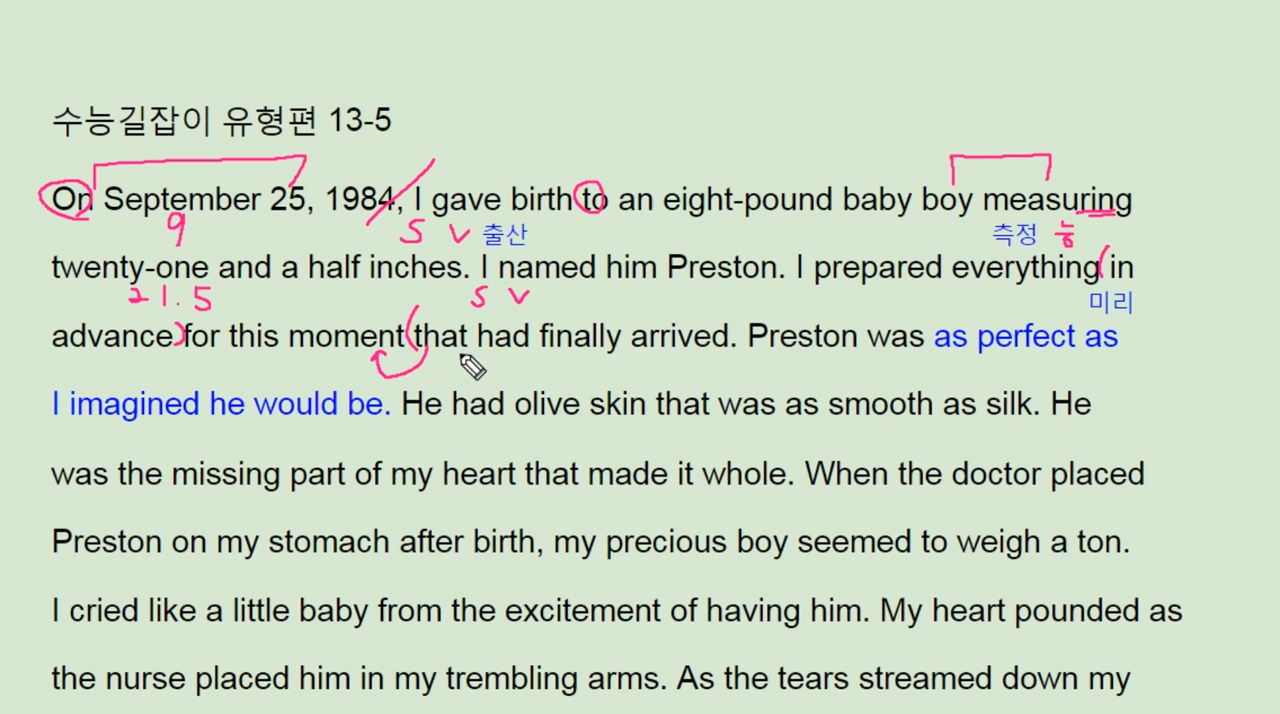 수능길잡이 유형편 13-5
On September 25, 1984, I gave birth to an eight-pound baby boy measuring
9 S V 출산 측정 능
twenty-one and a half inches. I named him Preston. I prepared everything in
21.5 S V 미리
advance for this moment that had finally arrived. Preston was as perfect as
I imagined he would be. He had olive skin that was as smooth as silk. He
was the missing part of my heart that made it whole. When the doctor placed
Preston on my stomach after birth, my precious boy seemed to weigh a ton.
I cried like a little baby from the excitement of having him. My heart pounded as
the nurse placed him in my trembling arms. As the tears streamed down my